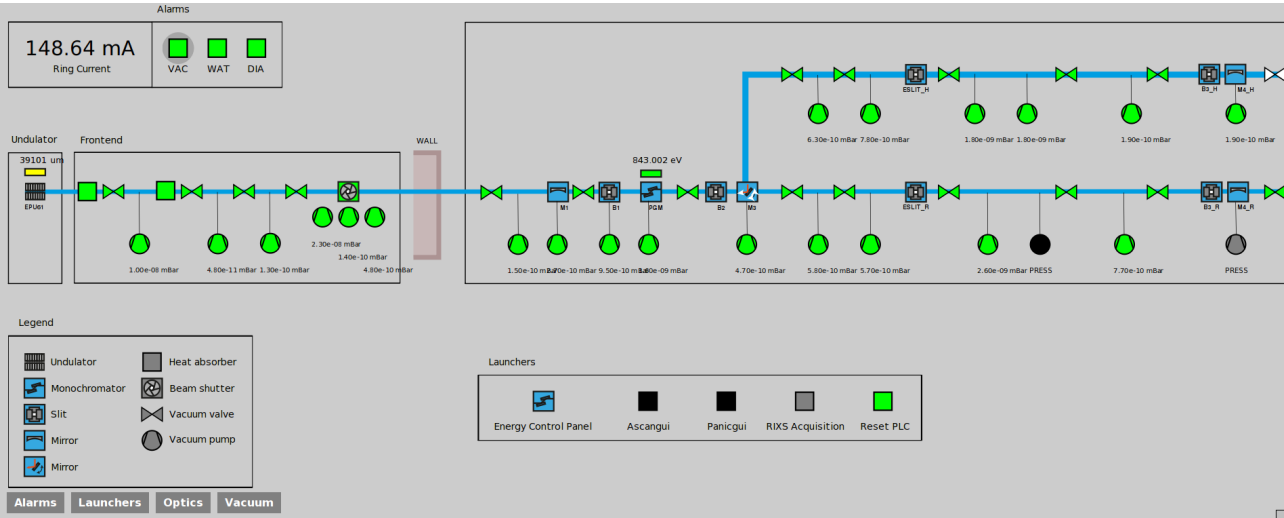 Alarms
148.64 mA
Ring Current
VAC WAT DIA
6.30e-10 mBar 7.80e-10 mBar 1.80e-09 mBar 1.80e-09 mBar 1.90e-10 mBar 1.90e-10 mBar
ESLIT_H B3_H M4_H
Undulator
Frontend
WALL
39101 um
843.002 eV
EPU61
M1 B1 PGM B2 M3 ESLIT_R B3_R M4_R
2.30e-08 mBar
1.40e-10 mBar
1.00e-08 mBar 4.80e-11 mBar 1.30e-10 mBar 4.80e-10 mBar
9.50e-10 4.70e-10 mBar 5.80e-10 mBar 5.70e-10 mBar 2.60e-09 mBar PRESS 7.70e-10 mBar PRESS
Legend
Undulator Heat absorber
Monochromator Beam shutter
Slit Vacuum valve
Mirror Vacuum pump
Mirror
Launchers
Energy Control Panel Ascangui Panicgui RIXS Acquisition Reset PLC
Alarms Launchers Optics Vacuum